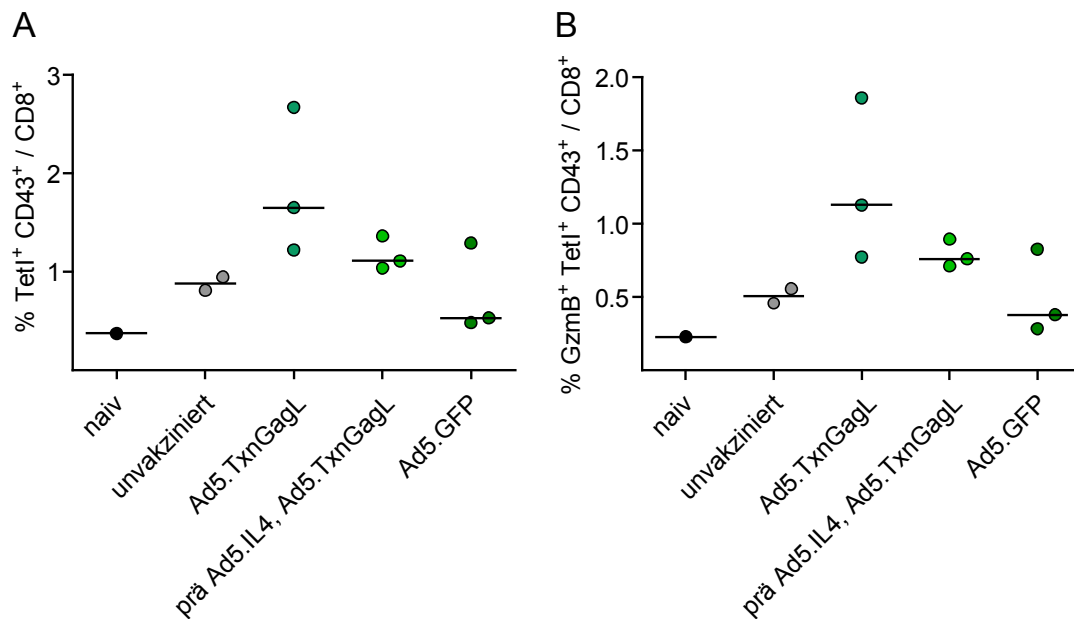 A
% TetI⁺ CD43⁺ / CD8⁺
3
2
1
naiv
unvakziniert
Ad5.TxnGagL
prä Ad5.IL4, Ad5.TxnGagL
Ad5.GFP
B
% GzmB⁺ TetI⁺ CD43⁺ / CD8⁺
2.0
1.5
1.0
0.5
naiv
unvakziniert
Ad5.TxnGagL
prä Ad5.IL4, Ad5.TxnGagL
Ad5.GFP